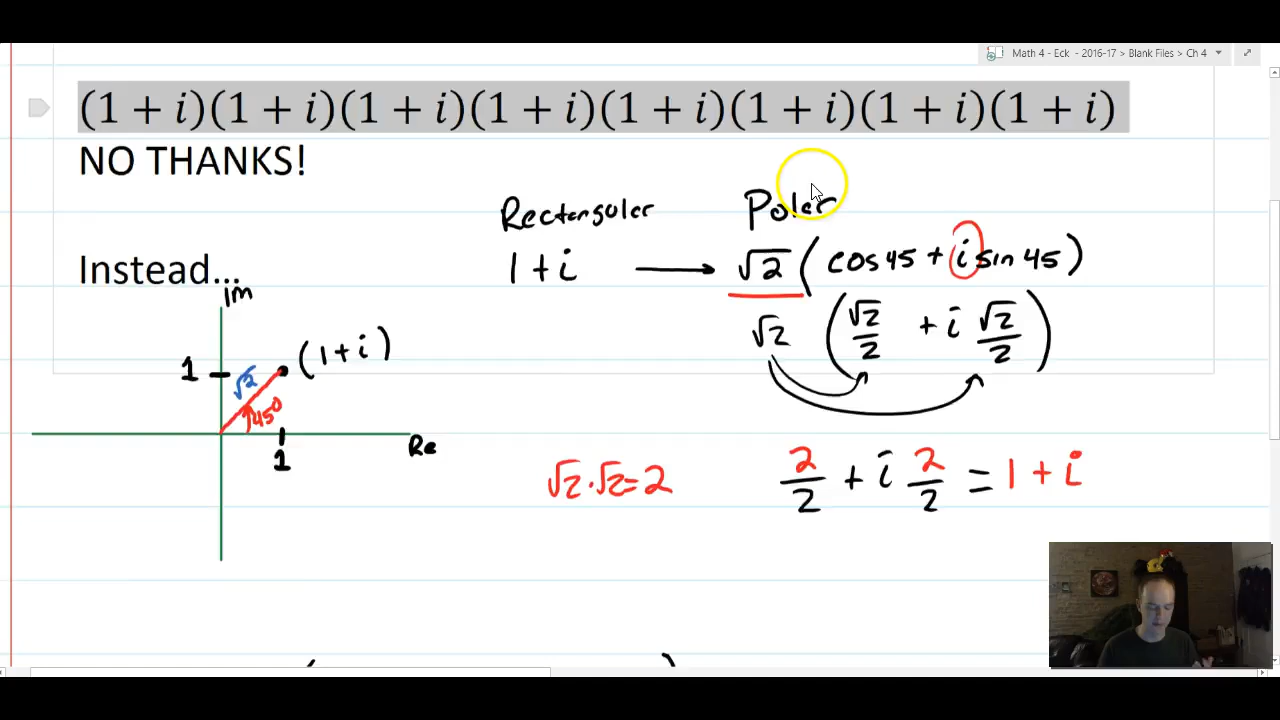 Math 4 - Eck - 2016-17 > Blank Files > Ch 4
(1 + i)(1 + i)(1 + i)(1 + i)(1 + i)(1 + i)(1 + i)(1 + i)
NO THANKS!
Rectanguler Poler
Instead... 1 + i → √2 (cos 45 + i sin 45)
Im
√2 (√2/2 + i √2/2)
1 √2 (1 + i)
45°
Re
1
√2 · √2 = 2 2/2 + i 2/2 = 1 + i